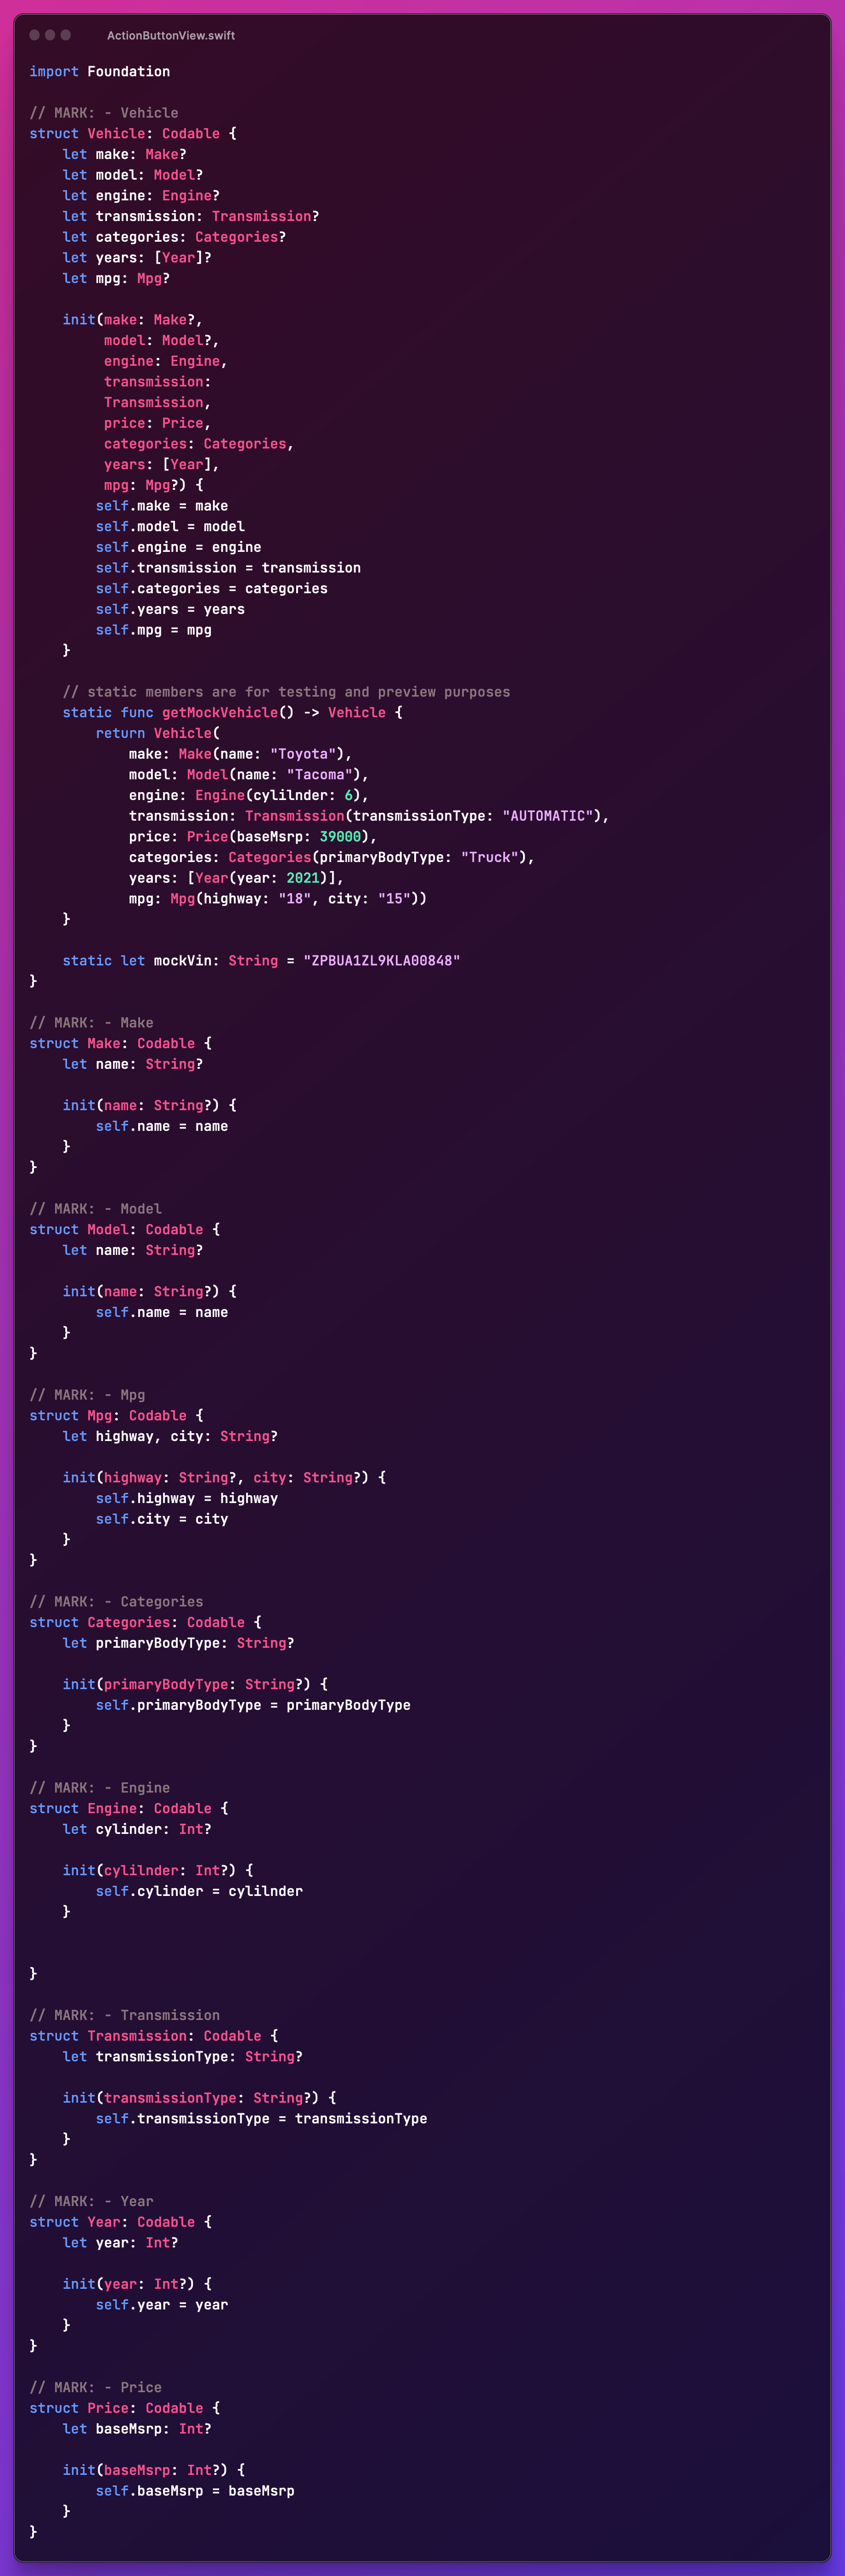 ActionButtonView.swift
import Foundation
// MARK: - Vehicle
struct Vehicle: Codable {
    let make: Make?
    let model: Model?
    let engine: Engine?
    let transmission: Transmission?
    let categories: Categories?
    let years: [Year]?
    let mpg: Mpg?
    init(make: Make?,
         model: Model?,
         engine: Engine,
         transmission:
         Transmission,
         price: Price,
         categories: Categories,
         years: [Year],
         mpg: Mpg?) {
        self.make = make
        self.model = model
        self.engine = engine
        self.transmission = transmission
        self.categories = categories
        self.years = years
        self.mpg = mpg
    }
    // static members are for testing and preview purposes
    static func getMockVehicle() -> Vehicle {
        return Vehicle(
            make: Make(name: "Toyota"),
            model: Model(name: "Tacoma"),
            engine: Engine(cylilnder: 6),
            transmission: Transmission(transmissionType: "AUTOMATIC"),
            price: Price(baseMsrp: 39000),
            categories: Categories(primaryBodyType: "Truck"),
            years: [Year(year: 2021)],
            mpg: Mpg(highway: "18", city: "15"))
    }
    static let mockVin: String = "ZPBUA1ZL9KLA00848"
}
// MARK: - Make
struct Make: Codable {
    let name: String?
    init(name: String?) {
        self.name = name
    }
}
// MARK: - Model
struct Model: Codable {
    let name: String?
    init(name: String?) {
        self.name = name
    }
}
// MARK: - Mpg
struct Mpg: Codable {
    let highway, city: String?
    init(highway: String?, city: String?) {
        self.highway = highway
        self.city = city
    }
}
// MARK: - Categories
struct Categories: Codable {
    let primaryBodyType: String?
    init(primaryBodyType: String?) {
        self.primaryBodyType = primaryBodyType
    }
}
// MARK: - Engine
struct Engine: Codable {
    let cylinder: Int?
    init(cylilnder: Int?) {
        self.cylinder = cylilnder
    }
}
// MARK: - Transmission
struct Transmission: Codable {
    let transmissionType: String?
    init(transmissionType: String?) {
        self.transmissionType = transmissionType
    }
}
// MARK: - Year
struct Year: Codable {
    let year: Int?
    init(year: Int?) {
        self.year = year
    }
}
// MARK: - Price
struct Price: Codable {
    let baseMsrp: Int?
    init(baseMsrp: Int?) {
        self.baseMsrp = baseMsrp
    }
}